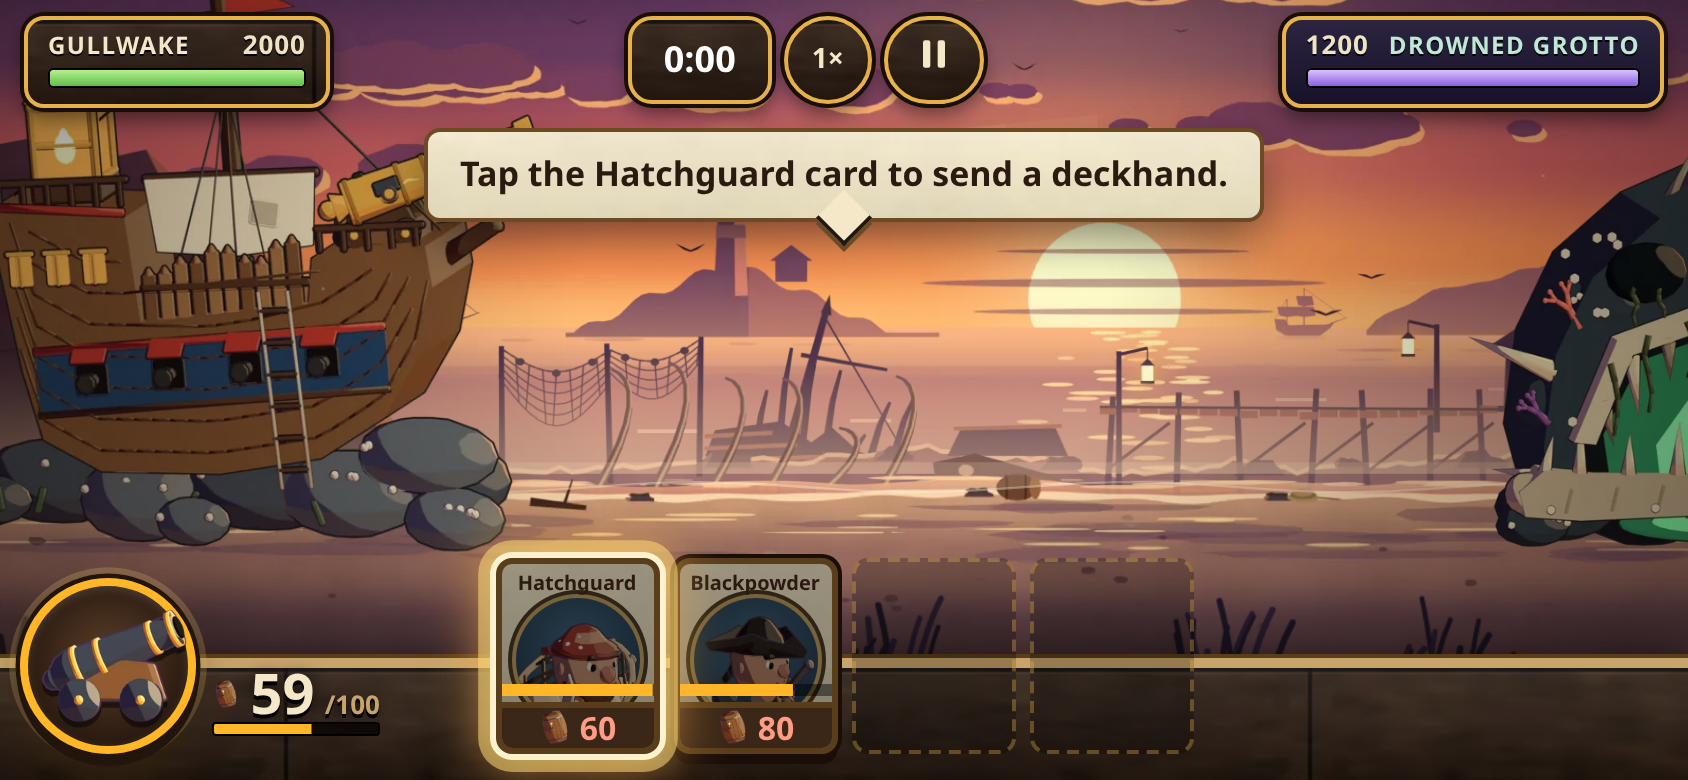 GULLWAKE 2000
0:00
1×
1200 DROWNED GROTTO
Tap the Hatchguard card to send a deckhand.
Hatchguard
Blackpowder
59 /100
60
80